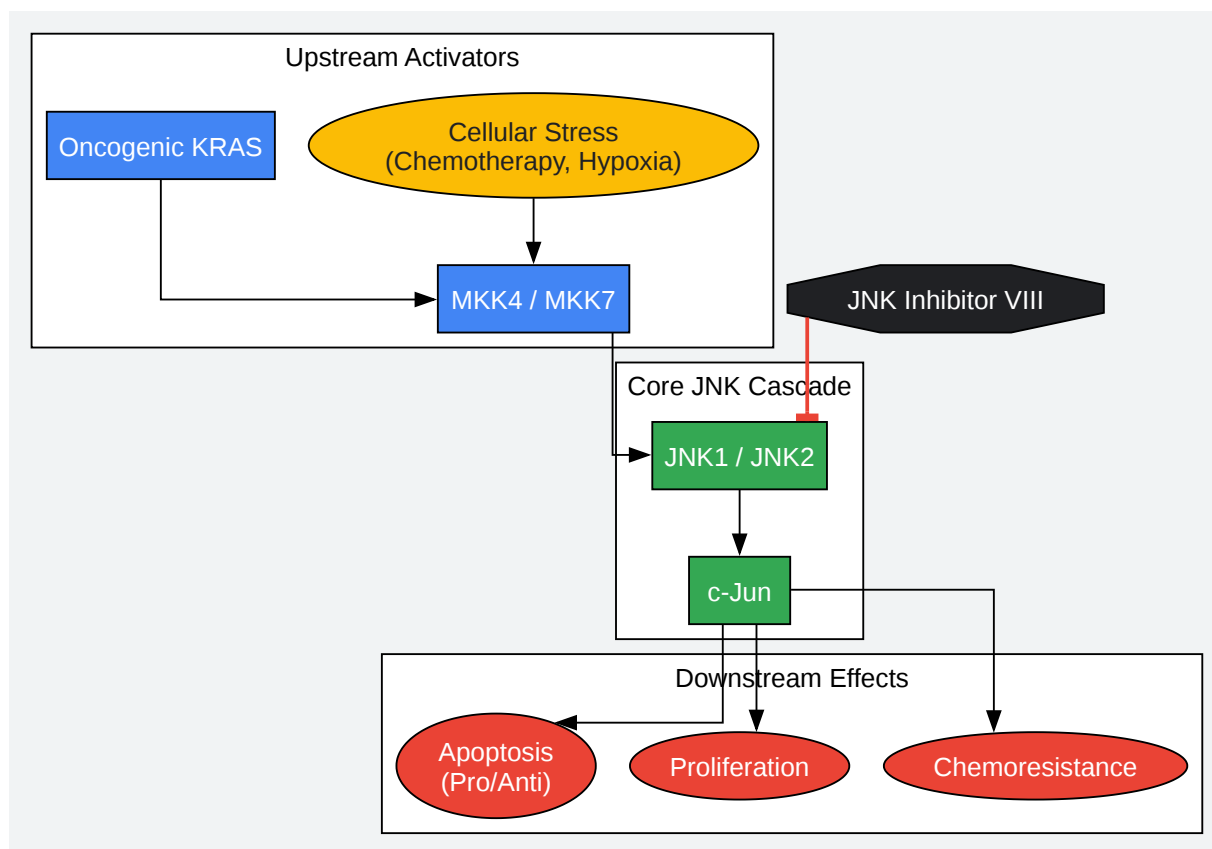 Upstream Activators
Oncogenic KRAS
Cellular Stress
(Chemotherapy, Hypoxia)
MKK4 / MKK7
JNK Inhibitor VIII
Core JNK Cascade
JNK1 / JNK2
c-Jun
Downstream Effects
Apoptosis
(Pro/Anti)
Proliferation
Chemoresistance